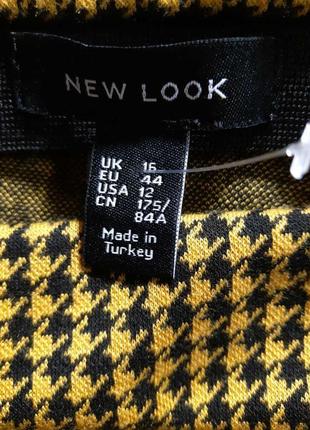 NEW LOOK
UK 16
EU 44
USA 12
CN 175/
84A
Made in
Turkey